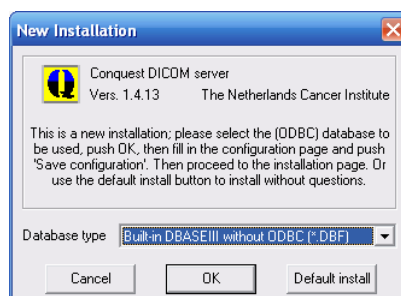 New Installation
Conquest DICOM server
Vers. 1.4.13 The Netherlands Cancer Institute
This is a new installation; please select the (ODBC) database to
be used, push OK, then fill in the configuration page and push
'Save configuration'. Then proceed to the installation page. Or
use the default install button to install without questions.
Database type Built-in DBASEIII without ODBC (*.DBF)
Cancel OK Default install